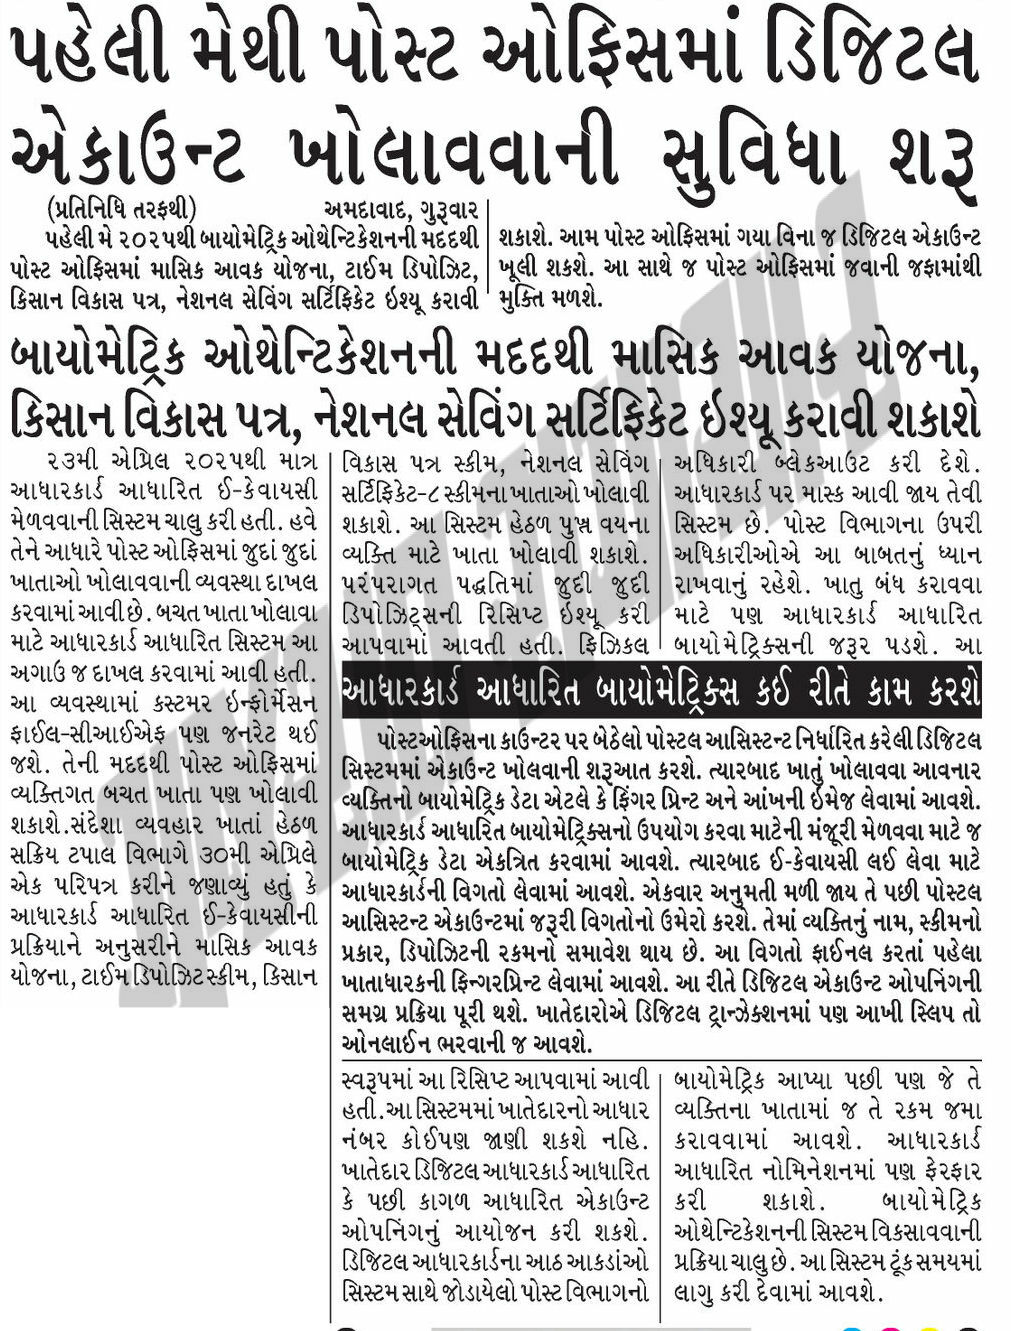 પહેલી મેથી પોસ્ટ ઓફિસમાં ડિજિટલ
એકાઉન્ટ ખોલાવવાની સુવિધા શરૂ
(પ્રતિનિધિ તરફથી) અમદાવાદ, ગુરૂવાર
પહેલી મે ૨૦૨૫થી બાયોમેટ્રિક ઓથેન્ટિકેશનની મદદથી
પોસ્ટ ઓફિસમાં માસિક આવક યોજના, ટાઈમ ડિપોઝિટ,
કિસાન વિકાસ પત્ર, નેશનલ સેવિંગ સર્ટિફિકેટ ઇશ્યૂ કરાવી
શકાશે. આમ પોસ્ટ ઓફિસમાં ગયા વિના જ ડિજિટલ એકાઉન્ટ
ખૂલી શકશે. આ સાથે જ પોસ્ટ ઓફિસમાં જવાની જફામાંથી
મુક્તિ મળશે.
બાયોમેટ્રિક ઓથેન્ટિકેશનની મદદથી માસિક આવક યોજના,
કિસાન વિકાસ પત્ર, નેશનલ સેવિંગ સર્ટિફિકેટ ઇશ્યૂ કરાવી શકાશે
૨૩મી એપ્રિલ ૨૦૨૫થી માત્ર
આધારકાર્ડ આધારિત ઈ-કેવાયસી
મેળવવાની સિસ્ટમ ચાલુ કરી હતી. હવે
તેને આધારે પોસ્ટ ઓફિસમાં જુદાં જુદાં
ખાતાઓ ખોલાવવાની વ્યવસ્થા દાખલ
કરવામાં આવી છે. બચત ખાતા ખોલાવા
માટે આધારકાર્ડ આધારિત સિસ્ટમ આ
અગાઉ જ દાખલ કરવામાં આવી હતી.
આ વ્યવસ્થામાં કસ્ટમર ઇન્ફોર્મેસન
ફાઈલ-સીઆઈએફ પણ જનરેટ થઈ
જશે. તેની મદદથી પોસ્ટ ઓફિસમાં
વ્યક્તિગત બચત ખાતા પણ ખોલાવી
શકાશે.સંદેશા વ્યવહાર ખાતાં હેઠળ
સક્રિય ટપાલ વિભાગે ૩૦મી એપ્રિલે
એક પરિપત્ર કરીને જણાવ્યું હતું કે
આધારકાર્ડ આધારિત ઈ-કેવાયસીની
પ્રક્રિયાને અનુસરીને માસિક આવક
યોજના, ટાઈમ ડિપોઝિટ સ્કીમ, કિસાન
વિકાસ પત્ર સ્કીમ, નેશનલ સેવિંગ
સર્ટિફિકેટ-૮ સ્કીમના ખાતાઓ ખોલાવી
શકાશે. આ સિસ્ટમ હેઠળ પુખ્ત વયના
વ્યક્તિ માટે ખાતા ખોલાવી શકાશે.
પરંપરાગત પદ્ધતિમાં જુદી જુદી
ડિપોઝિટ્સની રિસિપ્ટ ઇશ્યૂ કરી
આપવામાં આવતી હતી. ફિઝિકલ
અધિકારી બ્લેકઆઉટ કરી દેશે.
આધારકાર્ડ પર માસ્ક આવી જાય તેવી
સિસ્ટમ છે. પોસ્ટ વિભાગના ઉપરી
અધિકારીઓએ આ બાબતનું ધ્યાન
રાખવાનું રહેશે. ખાતુ બંધ કરાવવા
માટે પણ આધારકાર્ડ આધારિત
બાયોમેટ્રિક્સની જરૂર પડશે. આ
આધારકાર્ડ આધારિત બાયોમેટ્રિક્સ કઈ રીતે કામ કરશે
પોસ્ટઓફિસના કાઉન્ટર પર બેઠેલો પોસ્ટલ આસિસ્ટન્ટ નિર્ધારિત કરેલી ડિજિટલ
સિસ્ટમમાં એકાઉન્ટ ખોલવાની શરૂઆત કરશે. ત્યારબાદ ખાતું ખોલાવવા આવનાર
વ્યક્તિનો બાયોમેટ્રિક ડેટા એટલે કે ફિંગર પ્રિન્ટ અને આંખની ઈમેજ લેવામાં આવશે.
આધારકાર્ડ આધારિત બાયોમેટ્રિક્સનો ઉપયોગ કરવા માટેની મંજૂરી મેળવવા માટે જ
બાયોમેટ્રિક ડેટા એકત્રિત કરવામાં આવશે. ત્યારબાદ ઈ-કેવાયસી લઈ લેવા માટે
આધારકાર્ડની વિગતો લેવામાં આવશે. એકવાર અનુમતી મળી જાય તે પછી પોસ્ટલ
આસિસ્ટન્ટ એકાઉન્ટમાં જરૂરી વિગતોનો ઉમેરો કરશે. તેમાં વ્યક્તિનું નામ, સ્કીમનો
પ્રકાર, ડિપોઝિટની રકમનો સમાવેશ થાય છે. આ વિગતો ફાઈનલ કરતાં પહેલા
ખાતાધારકની ફિન્ગરપ્રિન્ટ લેવામાં આવશે. આ રીતે ડિજિટલ એકાઉન્ટ ઓપનિંગની
સમગ્ર પ્રક્રિયા પૂરી થશે. ખાતેદારોએ ડિજિટલ ટ્રાન્ઝેક્શનમાં પણ આખી સ્લિપ તો
ઓનલાઈન ભરવાની જ આવશે.
સ્વરૂપમાં આ રિસિપ્ટ આપવામાં આવી
હતી.આ સિસ્ટમમાં ખાતેદારનો આધાર
નંબર કોઈપણ જાણી શકશે નહિ.
ખાતેદાર ડિજિટલ આધારકાર્ડ આધારિત
કે પછી કાગળ આધારિત એકાઉન્ટ
ઓપનિંગનું આયોજન કરી શકશે.
ડિજિટલ આધારકાર્ડના આઠ આકડાંઓ
સિસ્ટમ સાથે જોડાયેલો પોસ્ટ વિભાગનો
બાયોમેટ્રિક આપ્યા પછી પણ જે તે
વ્યક્તિના ખાતામાં જ તે રકમ જમા
કરાવવામાં આવશે. આધારકાર્ડ
આધારિત નોમિનેશનમાં પણ ફેરફાર
કરી શકાશે. બાયોમેટ્રિક
ઓથેન્ટિકેશનની સિસ્ટમ વિકસાવવાની
પ્રક્રિયા ચાલુ છે. આ સિસ્ટમ ટૂંક સમયમાં
લાગુ કરી દેવામાં આવશે.